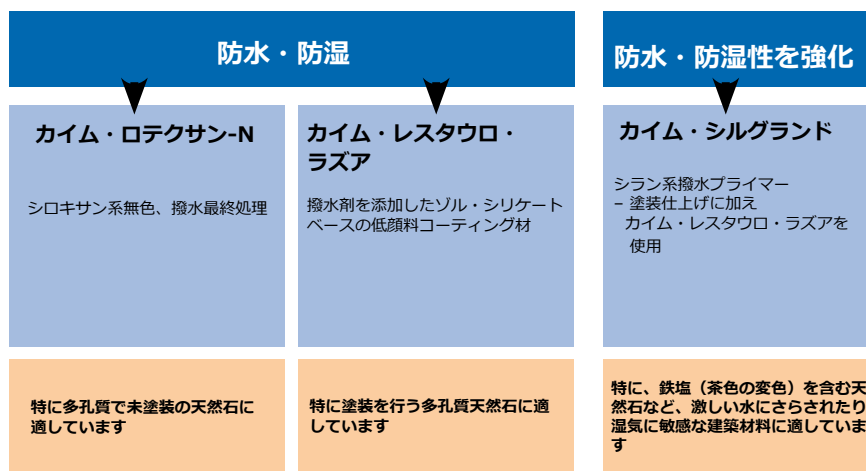 防水・防湿
防水・防湿性を強化
カイム・ロテクサン-N
シロキサン系無色、撥水最終処理
カイム・レスタウロ・
ラズア
撥水剤を添加したゾル・シリケート
ベースの低顔料コーティング材
カイム・シルグランド
シラン系撥水プライマー
– 塗装仕上げに加え
カイム・レスタウロ・ラズアを
使用
特に多孔質で未塗装の天然石に
適しています
特に塗装を行う多孔質天然石に適
しています
特に、鉄塩（茶色の変色）を含む天
然石など、激しい水にさらされたり
湿気に敏感な建築材料に適していま
す